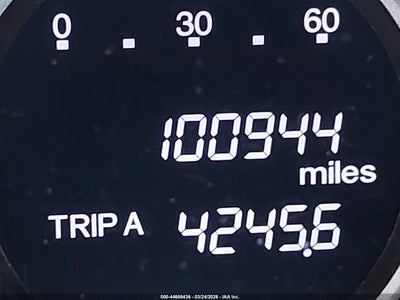 0 30 60
100944
miles
TRIP A 4245.6
000-44686436 - 03/24/2026 - IAA Inc.